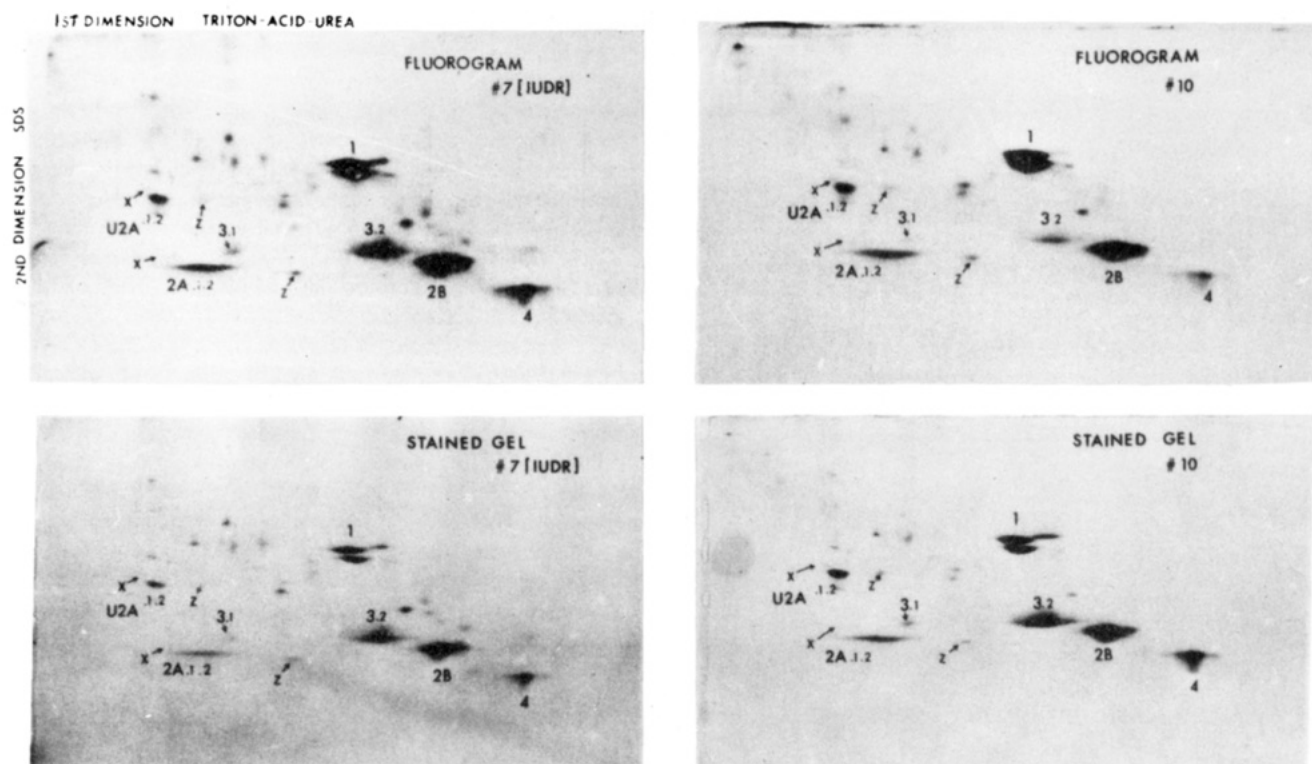 1ST DIMENSION TRITON-ACID-UREA
2ND DIMENSION SDS
FLUOROGRAM
#7 [IUDR]
1
X
U2A.1.2
Z
3.1
3.2
X
2A.1.2
Z
2B
4
FLUOROGRAM
#10
1
X
U2A.1.2
Z
3.1
3.2
X
2A.1.2
Z
2B
4
STAINED GEL
#7 [IUDR]
1
X
U2A.1.2
Z
3.1
3.2
X
2A.1.2
Z
2B
4
STAINED GEL
#10
1
X
U2A.1.2
Z
3.1
3.2
X
2A.1.2
Z
2B
4